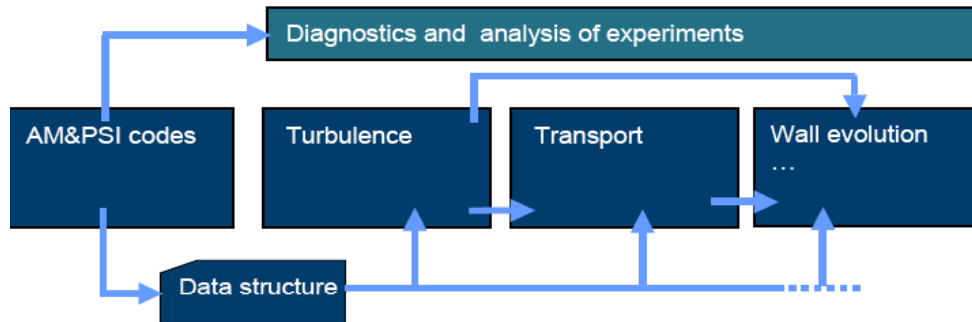 Diagnostics and  analysis of experiments
AM&PSI codes
Turbulence
Transport
Wall evolution
…
Data structure